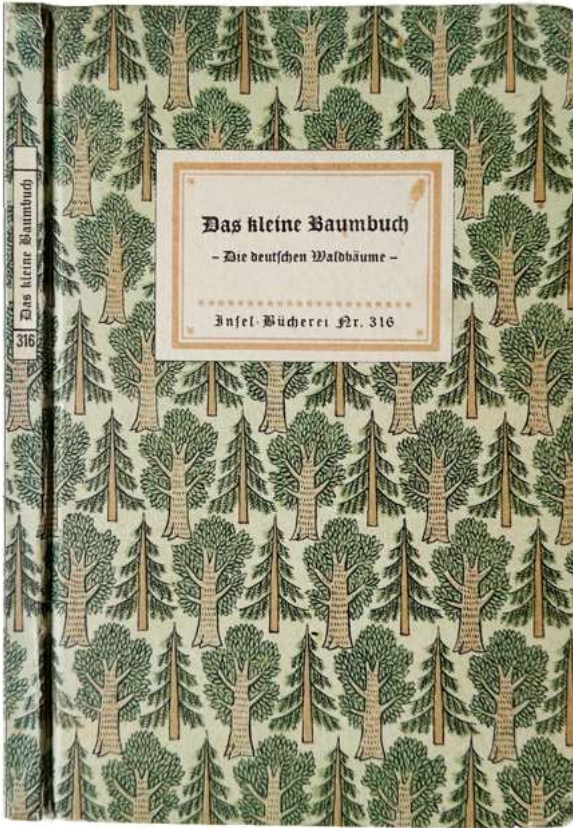 Das kleine Baumbuch
– Die deutſchen Waldbäume –
Inſel-Bücherei Nr. 316
Das kleine Baumbuch
316